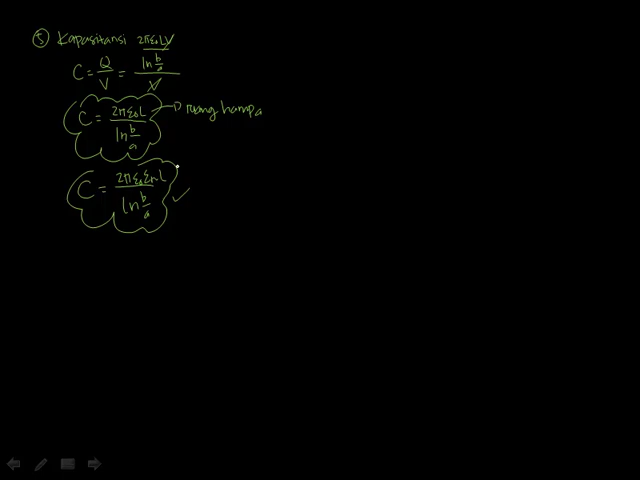 ⑤ Kapasitansi
C = Q/V = (2πε₀LV / ln b/a) / V
C = 2πε₀L / ln b/a → ruang hampa
C = 2πε₀εᵣL / ln b/a ✓